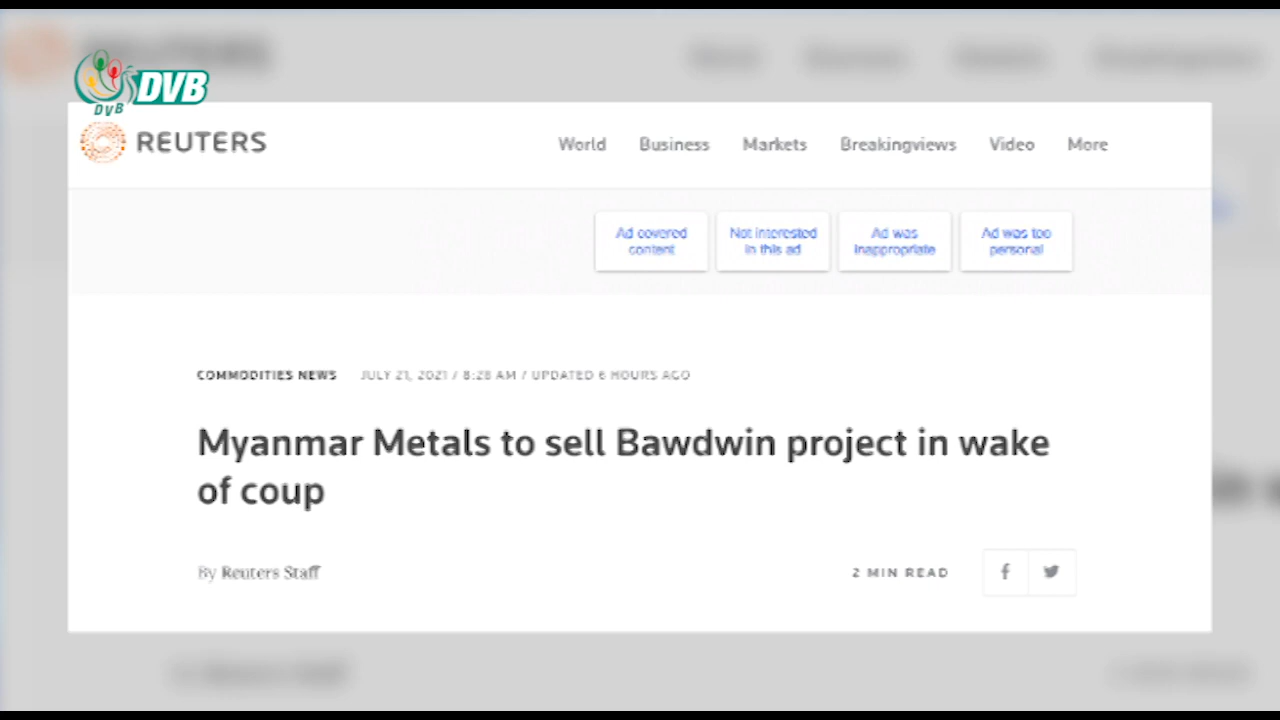 DVB
DVB
REUTERS
World Business Markets Breakingviews Video More
Ad covered
content
Not interested
in this ad
Ad was
inappropriate
Ad was too
personal
COMMODITIES NEWS JULY 21, 2021 / 8:28 AM / UPDATED 6 HOURS AGO
Myanmar Metals to sell Bawdwin project in wake
of coup
By Reuters Staff
2 MIN READ